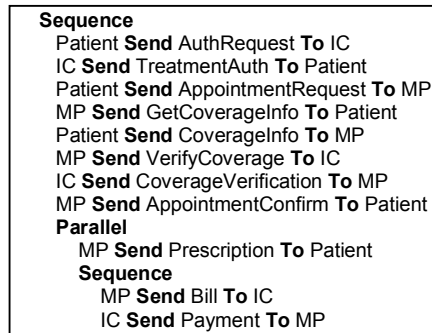 Sequence
Patient Send AuthRequest To IC
IC Send TreatmentAuth To Patient
Patient Send AppointmentRequest To MP
MP Send GetCoverageInfo To Patient
Patient Send CoverageInfo To MP
MP Send VerifyCoverage To IC
IC Send CoverageVerification To MP
MP Send AppointmentConfirm To Patient
Parallel
MP Send Prescription To Patient
Sequence
MP Send Bill To IC
IC Send Payment To MP